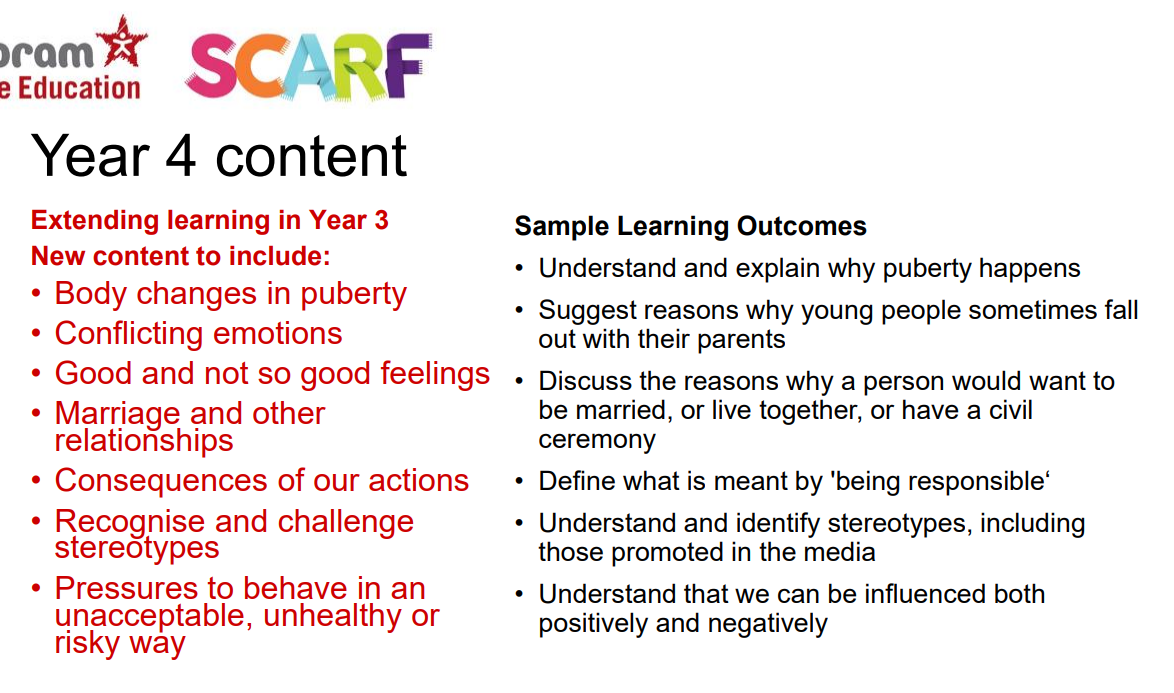 SCARF
Education
Year 4 content
Extending learning in Year 3
New content to include:
• Body changes in puberty
• Conflicting emotions
• Good and not so good feelings
• Marriage and other
relationships
• Consequences of our actions
• Recognise and challenge
stereotypes
• Pressures to behave in an
unacceptable, unhealthy or
risky way
Sample Learning Outcomes
• Understand and explain why puberty happens
• Suggest reasons why young people sometimes fall
out with their parents
• Discuss the reasons why a person would want to
be married, or live together, or have a civil
ceremony
• Define what is meant by 'being responsible‘
• Understand and identify stereotypes, including
those promoted in the media
• Understand that we can be influenced both
positively and negatively